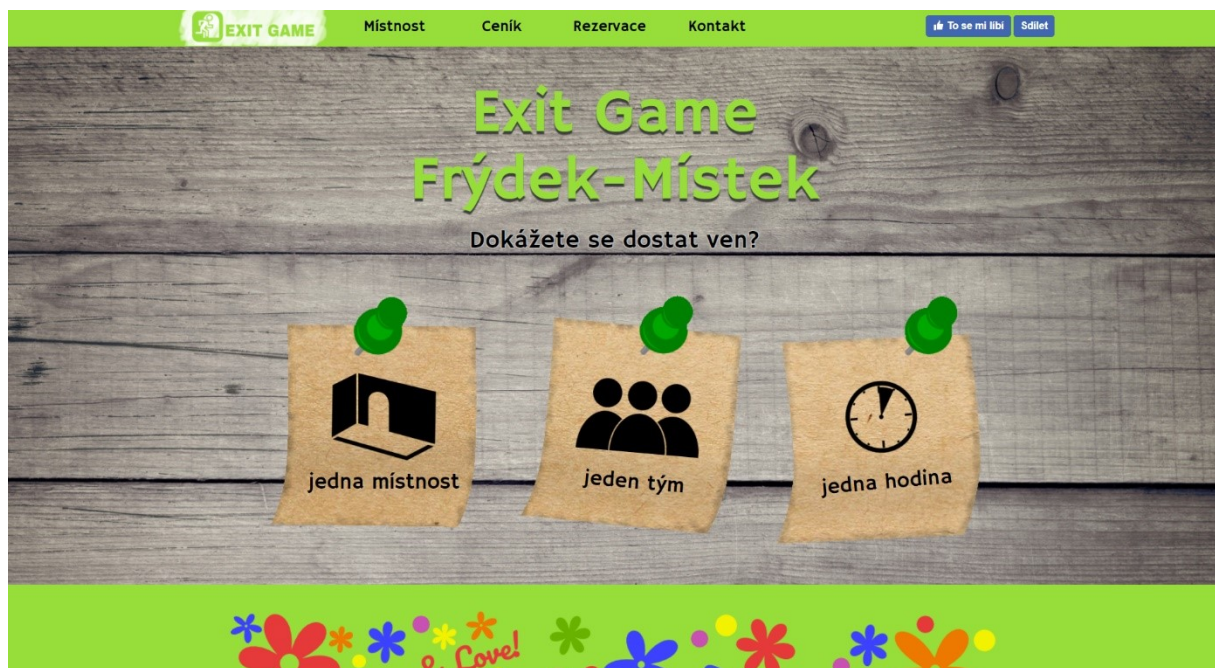 EXIT GAME
Místnost
Ceník
Rezervace
Kontakt
To se mi líbí
Sdílet
Exit Game
Frýdek-Místek
Dokážete se dostat ven?
jedna místnost
jeden tým
jedna hodina
& Love!